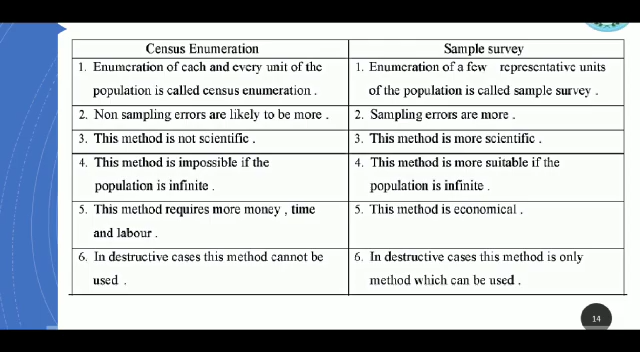 Census Enumeration
Sample survey
1. Enumeration of each and every unit of the
population is called census enumeration .
1. Enumeration of a few representative units
of the population is called sample survey .
2. Non sampling errors are likely to be more .
2. Sampling errors are more .
3. This method is not scientific .
3. This method is more scientific .
4. This method is impossible if the
population is infinite .
4. This method is more suitable if the
population is infinite .
5. This method requires more money , time
and labour .
5. This method is economical .
6. In destructive cases this method cannot be
used .
6. In destructive cases this method is only
method which can be used .
14